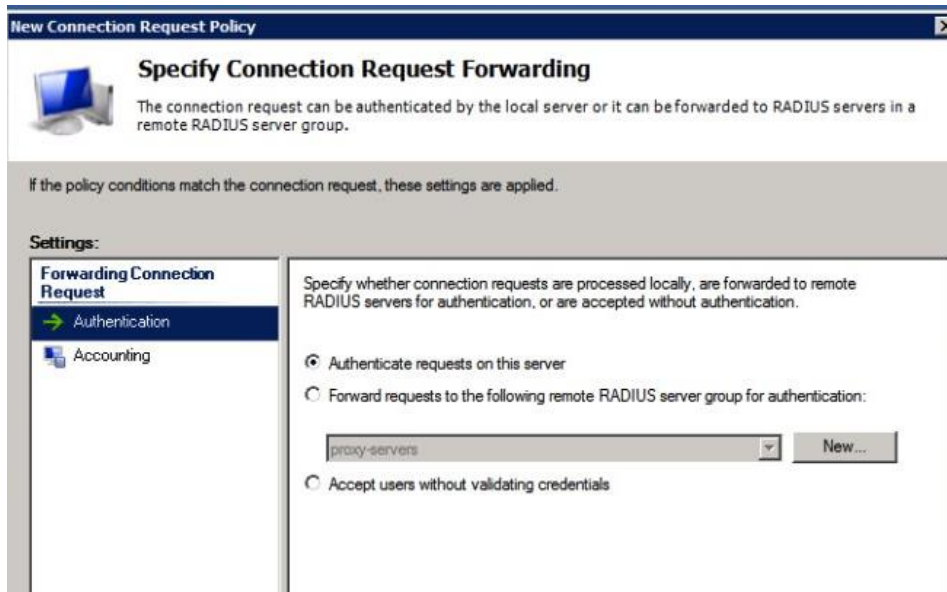 New Connection Request Policy
Specify Connection Request Forwarding
The connection request can be authenticated by the local server or it can be forwarded to RADIUS servers in a
remote RADIUS server group.
If the policy conditions match the connection request, these settings are applied.
Settings:
Forwarding Connection
Request
Authentication
Accounting
Specify whether connection requests are processed locally, are forwarded to remote
RADIUS servers for authentication, or are accepted without authentication.
Authenticate requests on this server
Forward requests to the following remote RADIUS server group for authentication:
proxy-servers
New...
Accept users without validating credentials